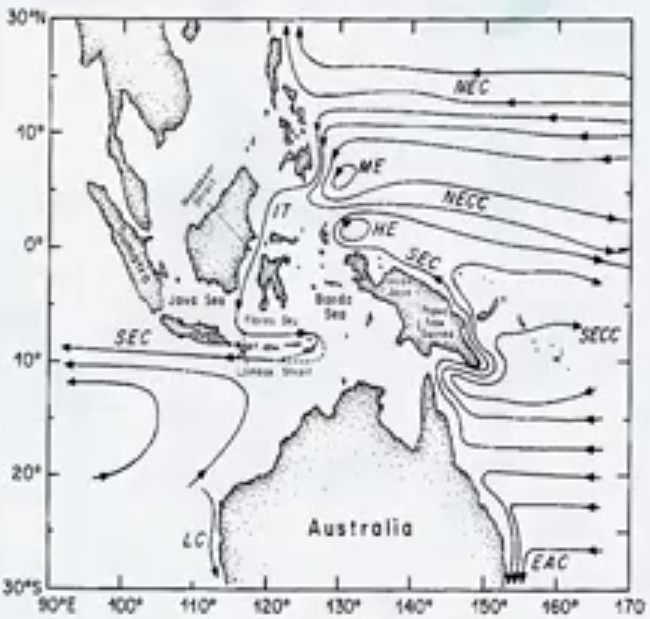 30°N
NEC
10°
ME
NECC
IT
0°
HE
SEC
Java Sea
Banda
Sea
Flores Sea
SEC
SECC
10°
Lombok Strait
20°
Australia
LC
EAC
30°S
90°E 100° 110° 120° 130° 140° 150° 160° 170